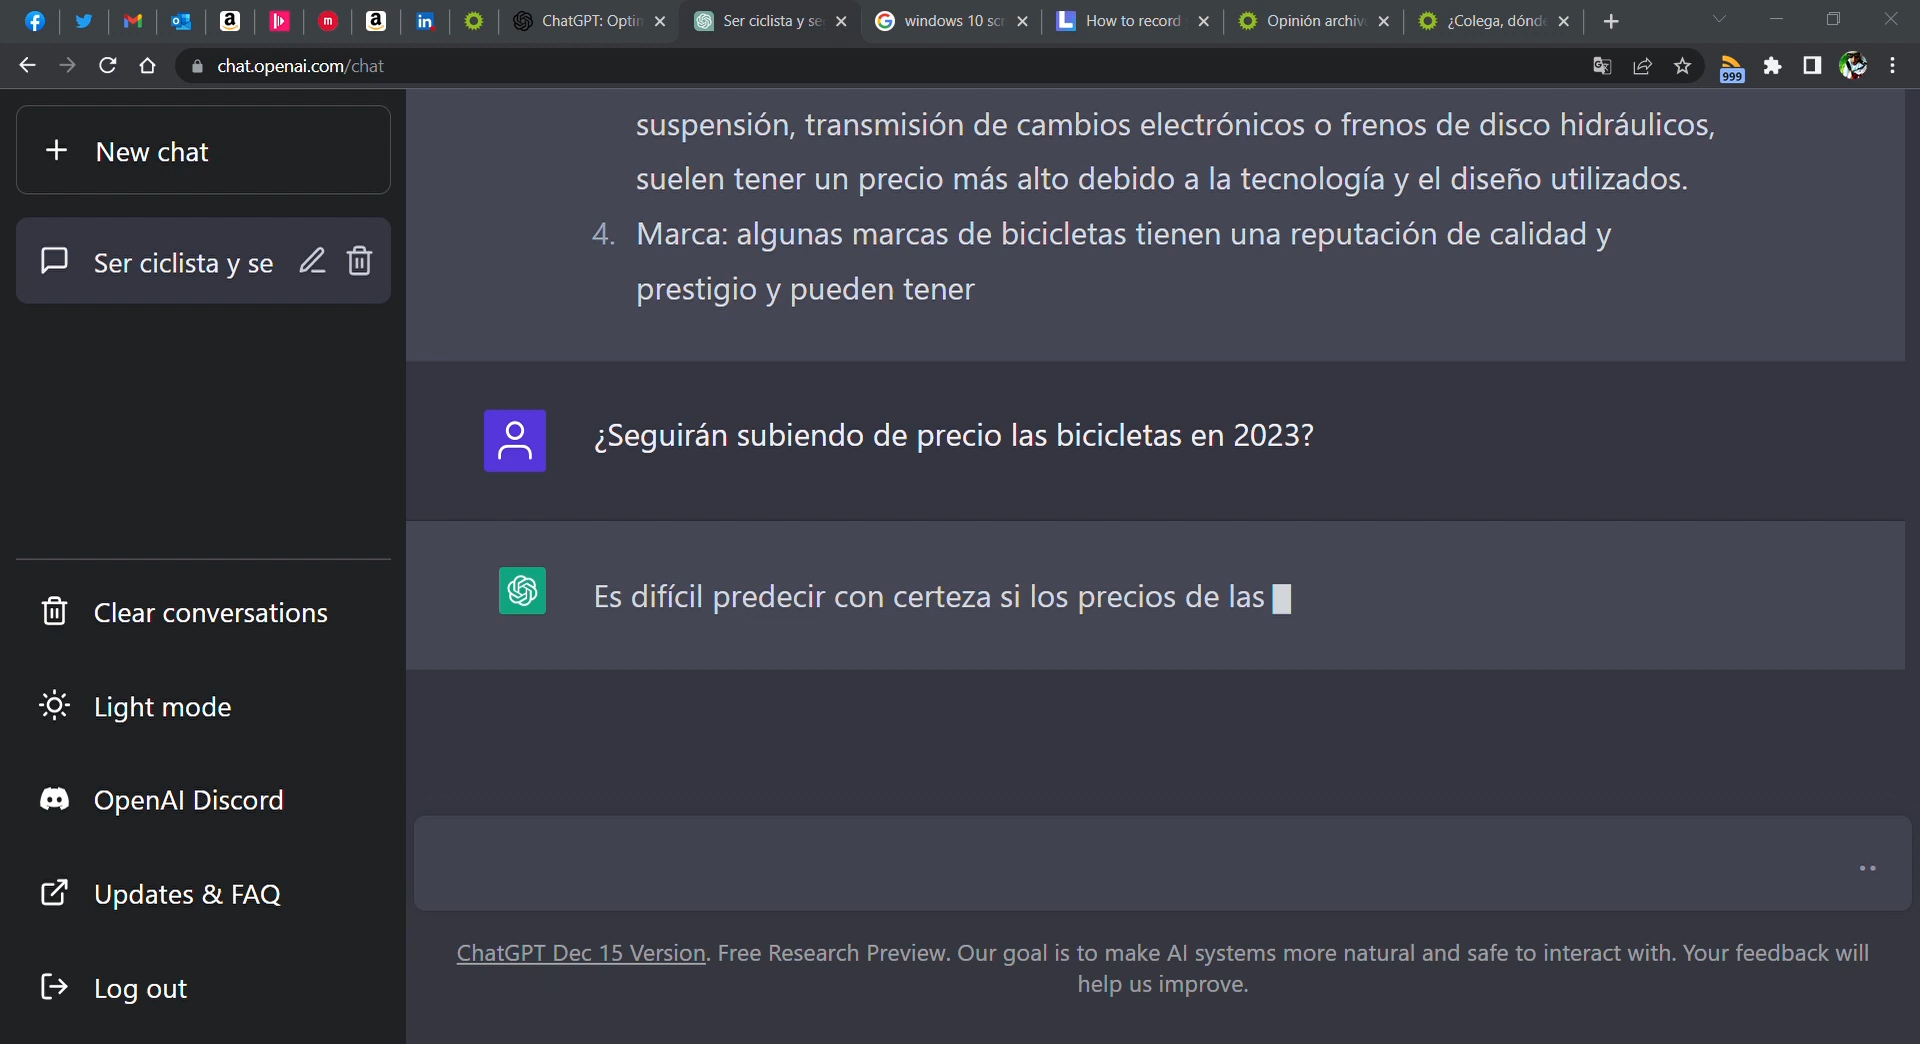 ChatGPT: Optin
Ser ciclista y se
windows 10 scr
How to record
Opinión archiv
¿Colega, dónde
chat.openai.com/chat
999
New chat
Ser ciclista y se
Clear conversations
Light mode
OpenAI Discord
Updates & FAQ
Log out
suspensión, transmisión de cambios electrónicos o frenos de disco hidráulicos,
suelen tener un precio más alto debido a la tecnología y el diseño utilizados.
4. Marca: algunas marcas de bicicletas tienen una reputación de calidad y
prestigio y pueden tener
¿Seguirán subiendo de precio las bicicletas en 2023?
Es difícil predecir con certeza si los precios de las
ChatGPT Dec 15 Version. Free Research Preview. Our goal is to make AI systems more natural and safe to interact with. Your feedback will
help us improve.